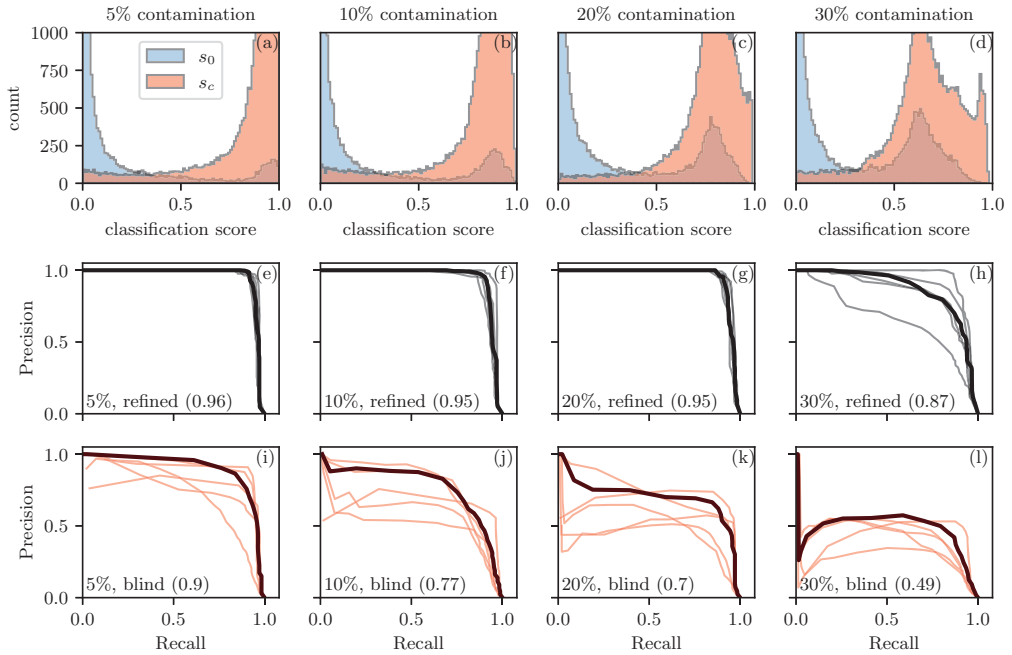 5% contamination
10% contamination
20% contamination
30% contamination
1000
750
500
250
0
count
(a)
(b)
(c)
(d)
s_0
s_c
0.0 0.5 1.0
0.0 0.5 1.0
0.0 0.5 1.0
0.0 0.5 1.0
classification score
classification score
classification score
classification score
1.0
0.5
0.0
Precision
(e)
(f)
(g)
(h)
5%, refined (0.96)
10%, refined (0.95)
20%, refined (0.95)
30%, refined (0.87)
1.0
0.5
0.0
Precision
(i)
(j)
(k)
(l)
5%, blind (0.9)
10%, blind (0.77)
20%, blind (0.7)
30%, blind (0.49)
0.0 0.5 1.0
0.0 0.5 1.0
0.0 0.5 1.0
0.0 0.5 1.0
Recall
Recall
Recall
Recall